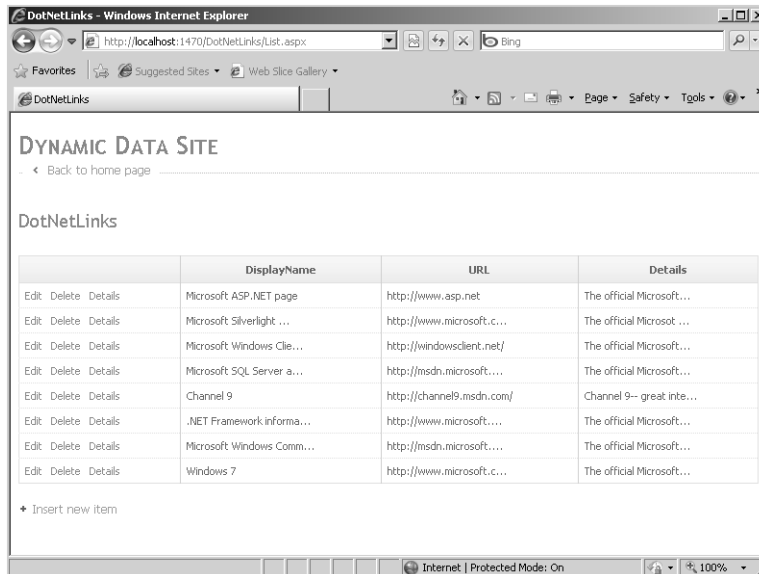 DotNetLinks - Windows Internet Explorer
http://localhost:1470/DotNetLinks/List.aspx
Bing
Favorites
Suggested Sites
Web Slice Gallery
DotNetLinks
Page
Safety
Tools
DYNAMIC DATA SITE
Back to home page
DotNetLinks
DisplayName URL Details
Edit Delete Details Microsoft ASP.NET page http://www.asp.net The official Microsoft...
Edit Delete Details Microsoft Silverlight ... http://www.microsoft.c... The official Microsot ...
Edit Delete Details Microsoft Windows Clie... http://windowsclient.net/ The official Microsoft...
Edit Delete Details Microsoft SQL Server a... http://msdn.microsoft.... The official Microsoft...
Edit Delete Details Channel 9 http://channel9.msdn.com/ Channel 9-- great inte...
Edit Delete Details .NET Framework informa... http://www.microsoft.... The official Microsoft...
Edit Delete Details Microsoft Windows Comm... http://msdn.microsoft.... The official Microsoft...
Edit Delete Details Windows 7 http://www.microsoft.c... The official Microsoft...
Insert new item
Internet | Protected Mode: On
100%